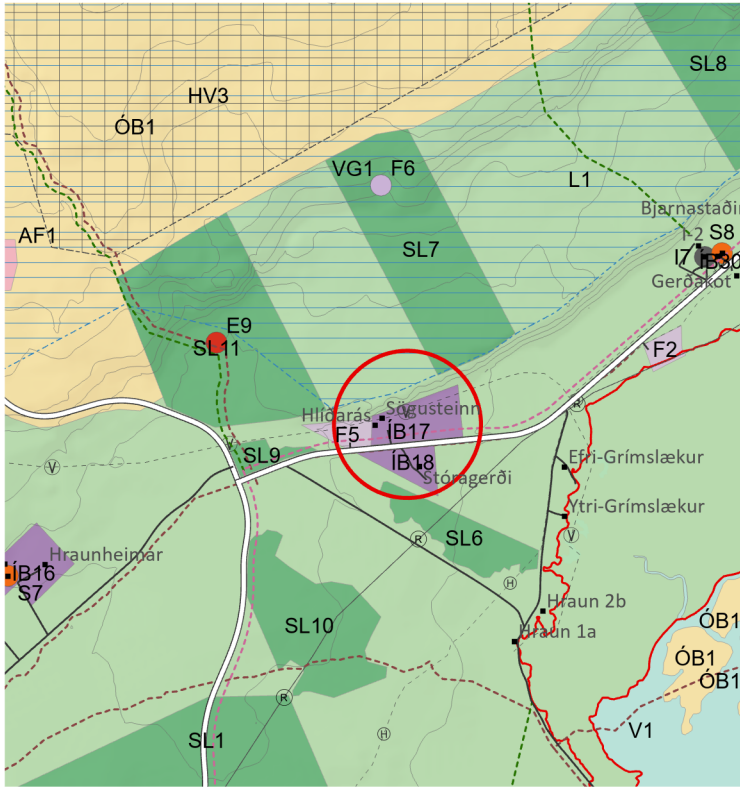 SL8
HV3
ÓB1
VG1 F6
L1
Bjarnastaðir
AF1
SL7
S8
I7
ÍB30
Gerðakot
E9
SL11
F2
Hlíðarás
Sögusteinn
V
R
F5
ÍB17
V
SL9
ÍB18
Stóragerði
Efri-Grímslækur
V
Ytri-Grímslækur
R
SL6
V
Hraunheimar
ÍB16
S7
H
Hraun 2b
SL10
Hraun 1a
ÓB1
ÓB1
ÓB1
R
V1
SL1
H